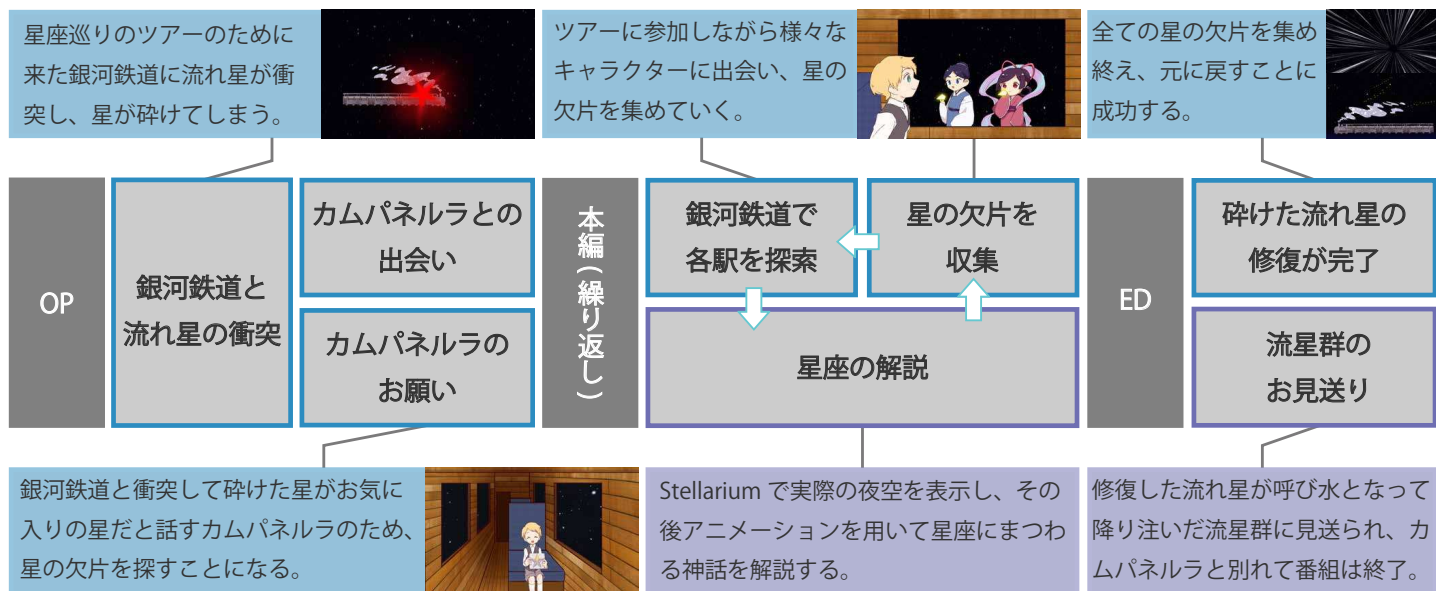 星座巡りのツアーのために
来た銀河鉄道に流れ星が衝
突し、星が砕けてしまう。
ツアーに参加しながら様々な
キャラクターに出会い、星の
欠片を集めていく。
全ての星の欠片を集め
終え、元に戻すことに
成功する。
OP
銀河鉄道と
流れ星の衝突
カムパネルラとの
出会い
カムパネルラの
お願い
本編(繰り返し)
銀河鉄道で
各駅を探索
星の欠片を
収集
星座の解説
ED
砕けた流れ星の
修復が完了
流星群の
お見送り
銀河鉄道と衝突して砕けた星がお気に
入りの星だと話すカムパネルラのため、
星の欠片を探すことになる。
Stellarium で実際の夜空を表示し、その
後アニメーションを用いて星座にまつわ
る神話を解説する。
修復した流れ星が呼び水となって
降り注いだ流星群に見送られ、カ
ムパネルラと別れて番組は終了。